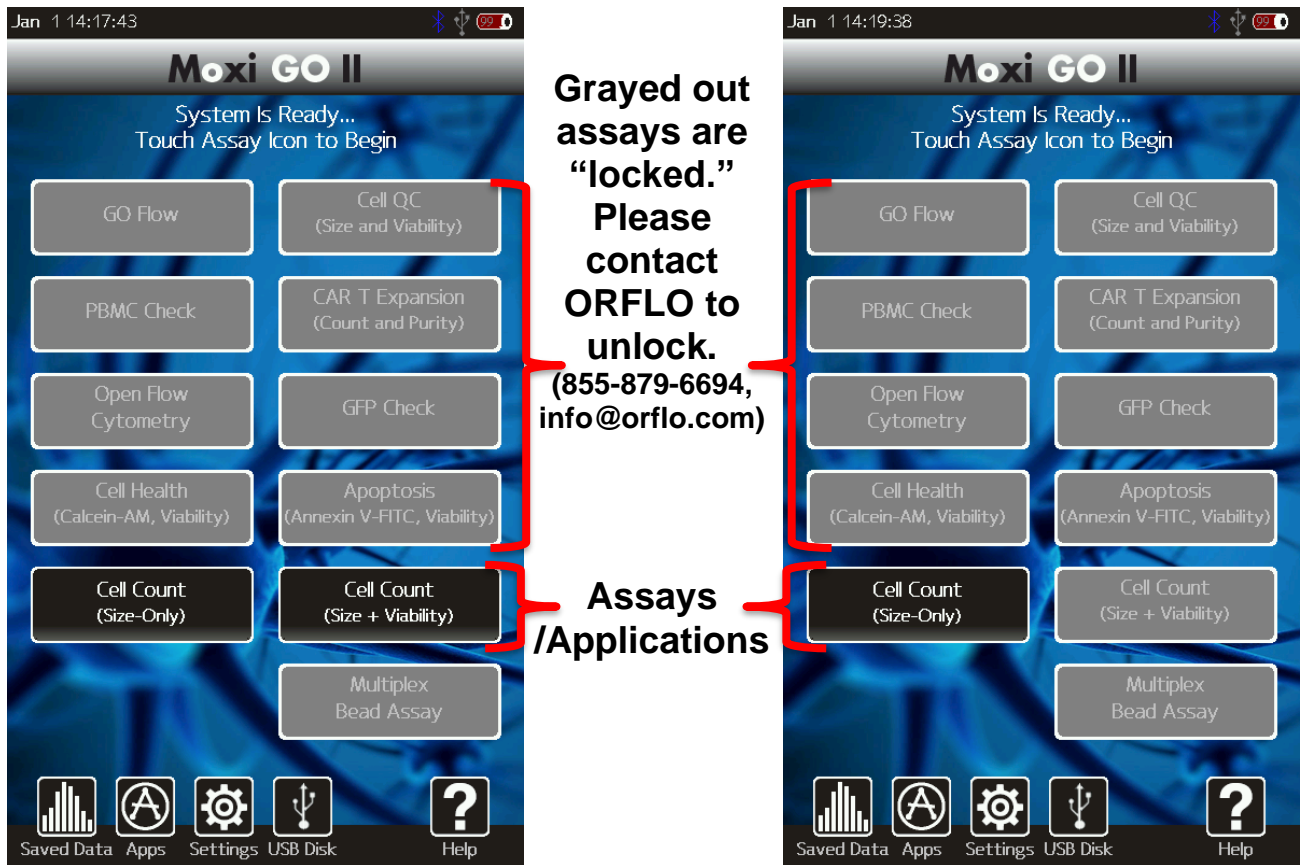 Jan 1 14:17:43
99
Moxi GO II
System Is Ready...
Touch Assay Icon to Begin
GO Flow
Cell QC
(Size and Viability)
PBMC Check
CAR T Expansion
(Count and Purity)
Open Flow
Cytometry
GFP Check
Cell Health
(Calcein-AM, Viability)
Apoptosis
(Annexin V-FITC, Viability)
Cell Count
(Size-Only)
Cell Count
(Size + Viability)
Multiplex
Bead Assay
Saved Data
Apps
Settings
USB Disk
?
Help
Grayed out
assays are
“locked.”
Please
contact
ORFLO to
unlock.
(855-879-6694,
info@orflo.com)
Assays
/Applications
Jan 1 14:19:38
99
Moxi GO II
System Is Ready...
Touch Assay Icon to Begin
GO Flow
Cell QC
(Size and Viability)
PBMC Check
CAR T Expansion
(Count and Purity)
Open Flow
Cytometry
GFP Check
Cell Health
(Calcein-AM, Viability)
Apoptosis
(Annexin V-FITC, Viability)
Cell Count
(Size-Only)
Cell Count
(Size + Viability)
Multiplex
Bead Assay
Saved Data
Apps
Settings
USB Disk
?
Help